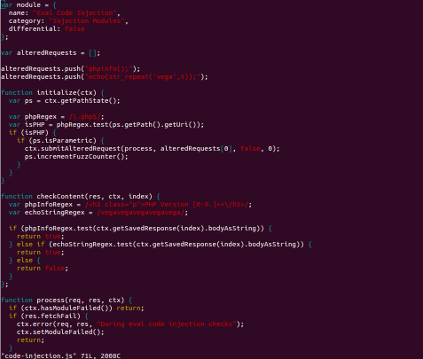 var module = {
  name: "Eval Code Injection",
  category: "Injection Modules",
  differential: false
};

var alteredRequests = [];

alteredRequests.push("phpinfo();");
alteredRequests.push("echo(str_repeat('vega',5));");

function initialize(ctx) {
  var ps = ctx.getPathState();

  var phpRegex = /\.php$/;
  var isPHP = phpRegex.test(ps.getPath().getUri());
  if (isPHP) {
    if (ps.isParametric) {
      ctx.submitAlteredRequest(process, alteredRequests[0], false, 0);
      ps.incrementFuzzCounter();
    }
  }
}

function checkContent(res, ctx, index) {
  var phpInfoRegex = /<h1 class="p">PHP Version [0-9.]+<\/h1>/;
  var echoStringRegex = /vegavegavegavegavega/;

  if (phpInfoRegex.test(ctx.getSavedResponse(index).bodyAsString)) {
    return true;
  } else if (echoStringRegex.test(ctx.getSavedResponse(index).bodyAsString)) {
    return true;
  } else {
    return false;
  }
};

function process(req, res, ctx) {
  if (ctx.hasModuleFailed()) return;
  if (res.fetchFail) {
    ctx.error(req, res, "During eval code injection checks");
    ctx.setModuleFailed();
    return;
  }
"code-injection.js" 71L, 2008C